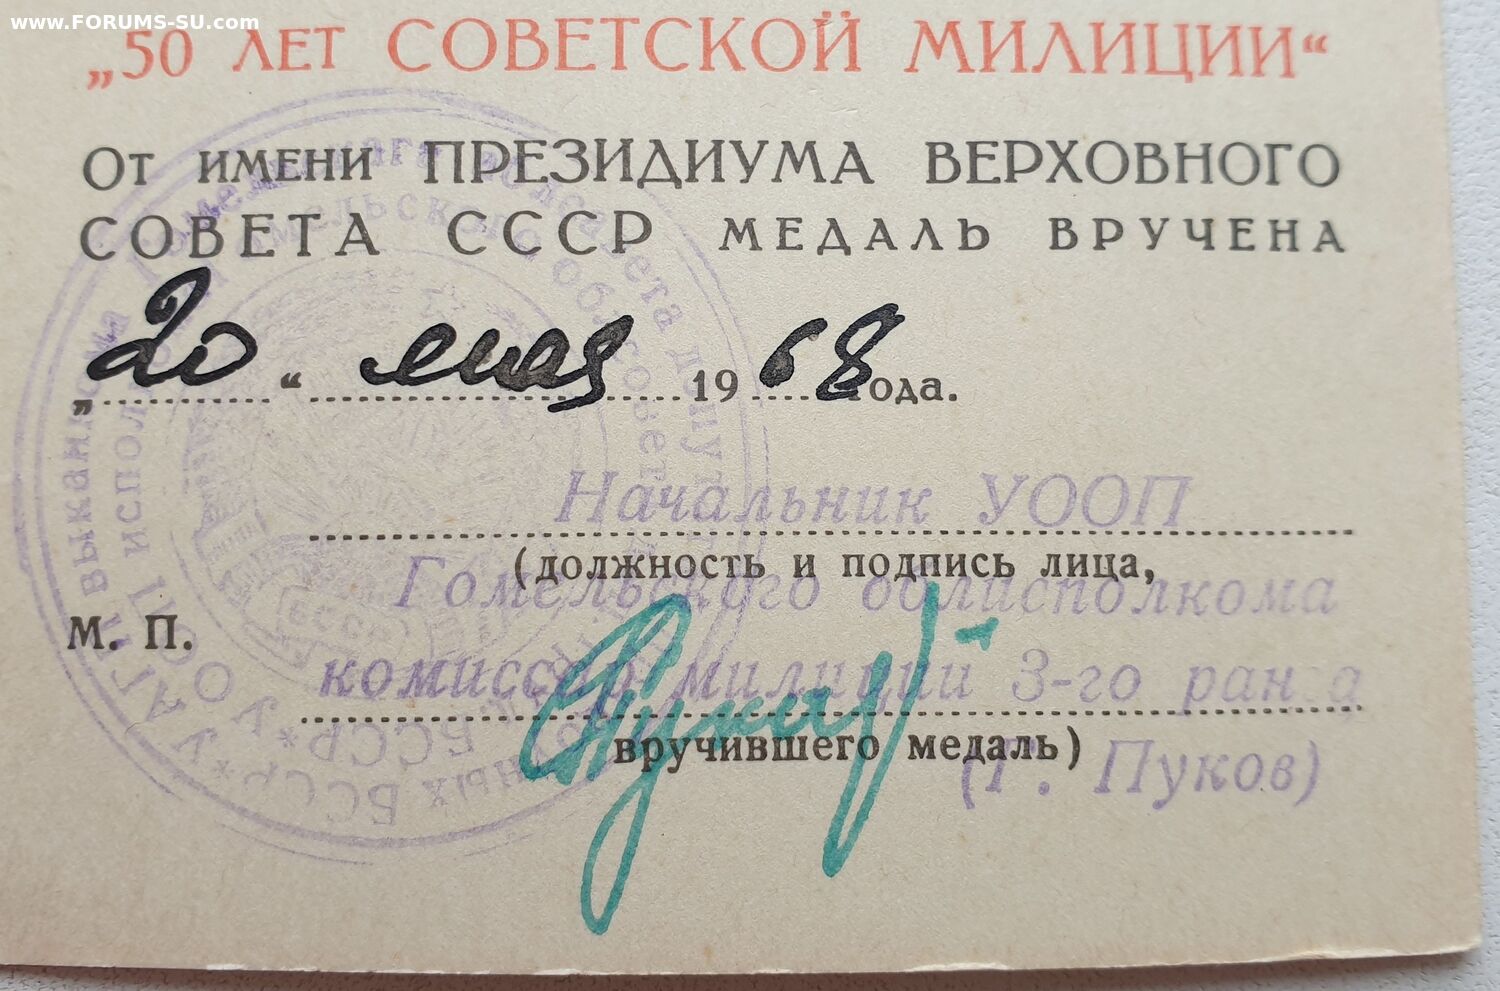 www.FORUMS-SU.com
„50 ЛЕТ СОВЕТСКОЙ МИЛИЦИИ“
ОТ ИМЕНИ ПРЕЗИДИУМА ВЕРХОВНОГО
СОВЕТА СССР МЕДАЛЬ ВРУЧЕНА
„20“ мая 1968 года.
Начальник УООП
(должность и подпись лица,
Гомельского облисполкома
М. П.
комиссар милиции 3-го ранга
вручившего медаль)
(Г. Пуков)